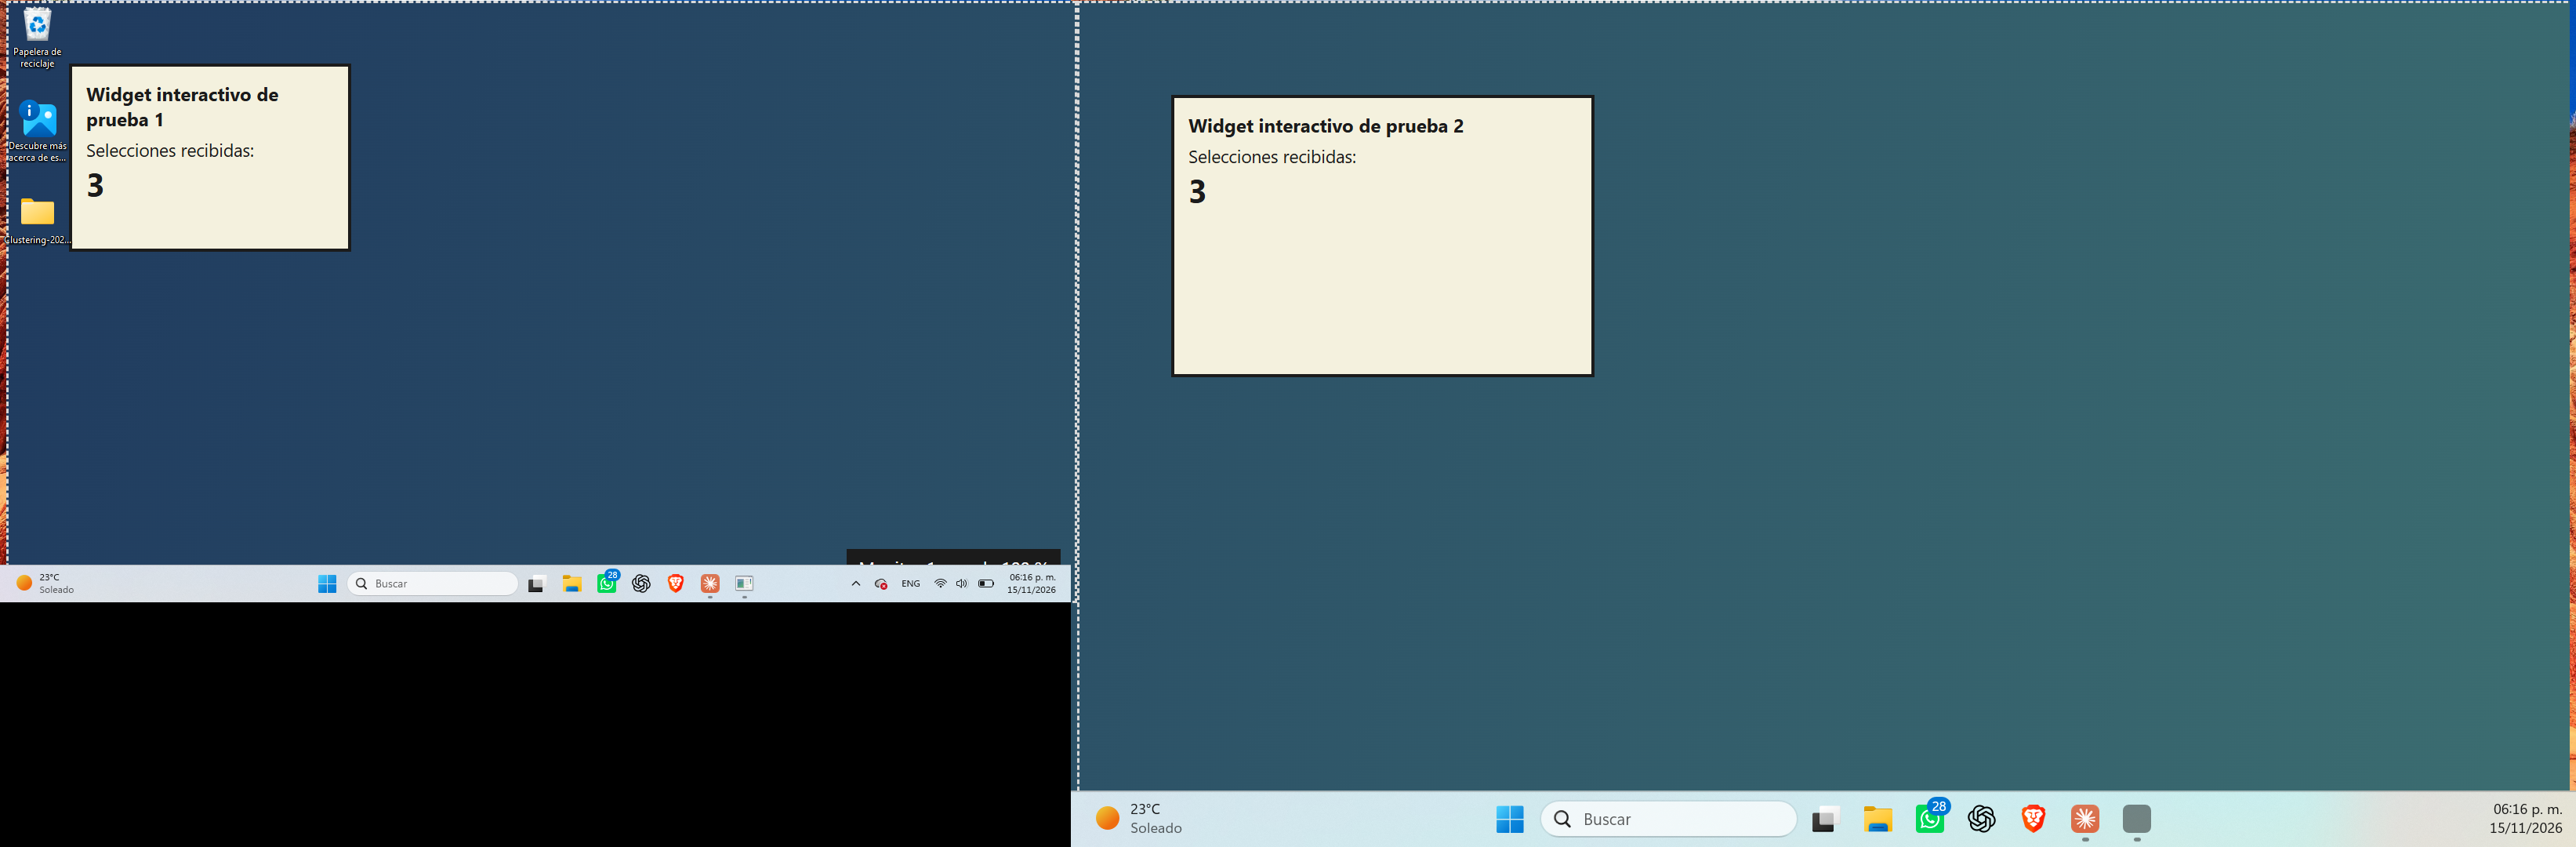 Papelera de
reciclaje
Descubre más
acerca de es...
Clustering-202...
Widget interactivo de
prueba 1
Selecciones recibidas:
3
Widget interactivo de prueba 2
Selecciones recibidas:
3
23°C
Soleado
Buscar
28
ENG
06:16 p. m.
15/11/2026
23°C
Soleado
Buscar
28
06:16 p. m.
15/11/2026